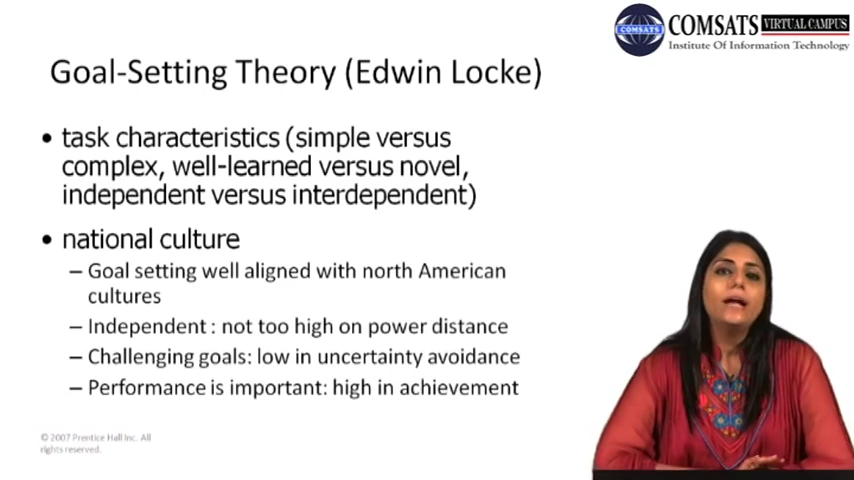 COMSATS VIRTUAL CAMPUS
Institute Of Information Technology
COMSATS
Goal-Setting Theory (Edwin Locke)
• task characteristics (simple versus
complex, well-learned versus novel,
independent versus interdependent)
• national culture
– Goal setting well aligned with north American
cultures
– Independent : not too high on power distance
– Challenging goals: low in uncertainty avoidance
– Performance is important: high in achievement
© 2007 Prentice Hall Inc. All
rights reserved.